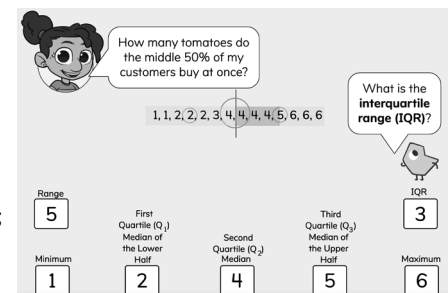 How many tomatoes do
the middle 50% of my
customers buy at once?
What is the
interquartile
range (IQR)?
1, 1, 2, 2, 2, 3, 4, 4, 4, 4, 5, 6, 6, 6
Range
5
IQR
3
Minimum
1
First
Quartile (Q1)
Median of
the Lower
Half
2
Second
Quartile (Q2)
Median
4
Third
Quartile (Q3)
Median of
the Upper
Half
5
Maximum
6